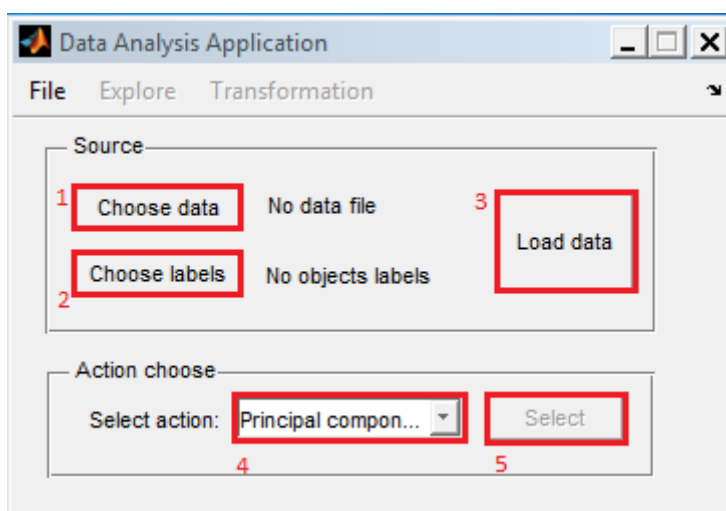 Data Analysis Application
File Explore Transformation
Source
1 Choose data No data file 3
Load data
Choose labels No objects labels
2
Action choose
Select action: Principal compon... Select
4 5